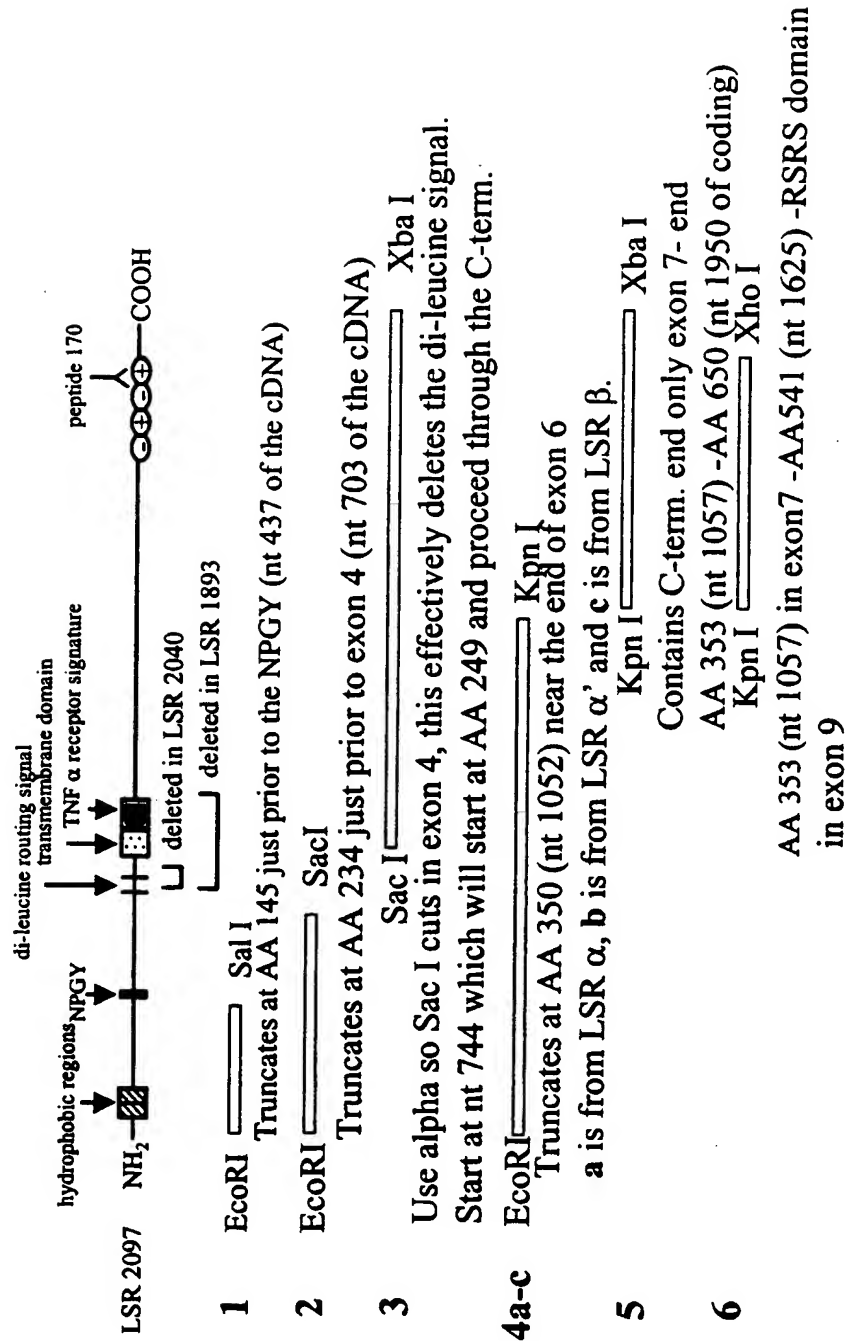 di-leucine routing signal
transmembrane domain
TNF α receptor signature
hydrophobic regions NPGY
peptide 170
LSR 2097 NH2 - + - + COOH
deleted in LSR 2040
deleted in LSR 1893
1 EcoRI Sal I
Truncates at AA 145 just prior to the NPGY (nt 437 of the cDNA)
2 EcoRI SacI
Truncates at AA 234 just prior to exon 4 (nt 703 of the cDNA)
3 Sac I Xba I
Use alpha so Sac I cuts in exon 4, this effectively deletes the di-leucine signal.
Start at nt 744 which will start at AA 249 and proceed through the C-term.
4a-c EcoRI Kpn I
Truncates at AA 350 (nt 1052) near the end of exon 6
a is from LSR α, b is from LSR α' and c is from LSR β.
5 Kpn I Xba I
Contains C-term. end only exon 7- end
AA 353 (nt 1057) -AA 650 (nt 1950 of coding)
6 Kpn I Xho I
AA 353 (nt 1057) in exon7 -AA541 (nt 1625) -RSRS domain
in exon 9